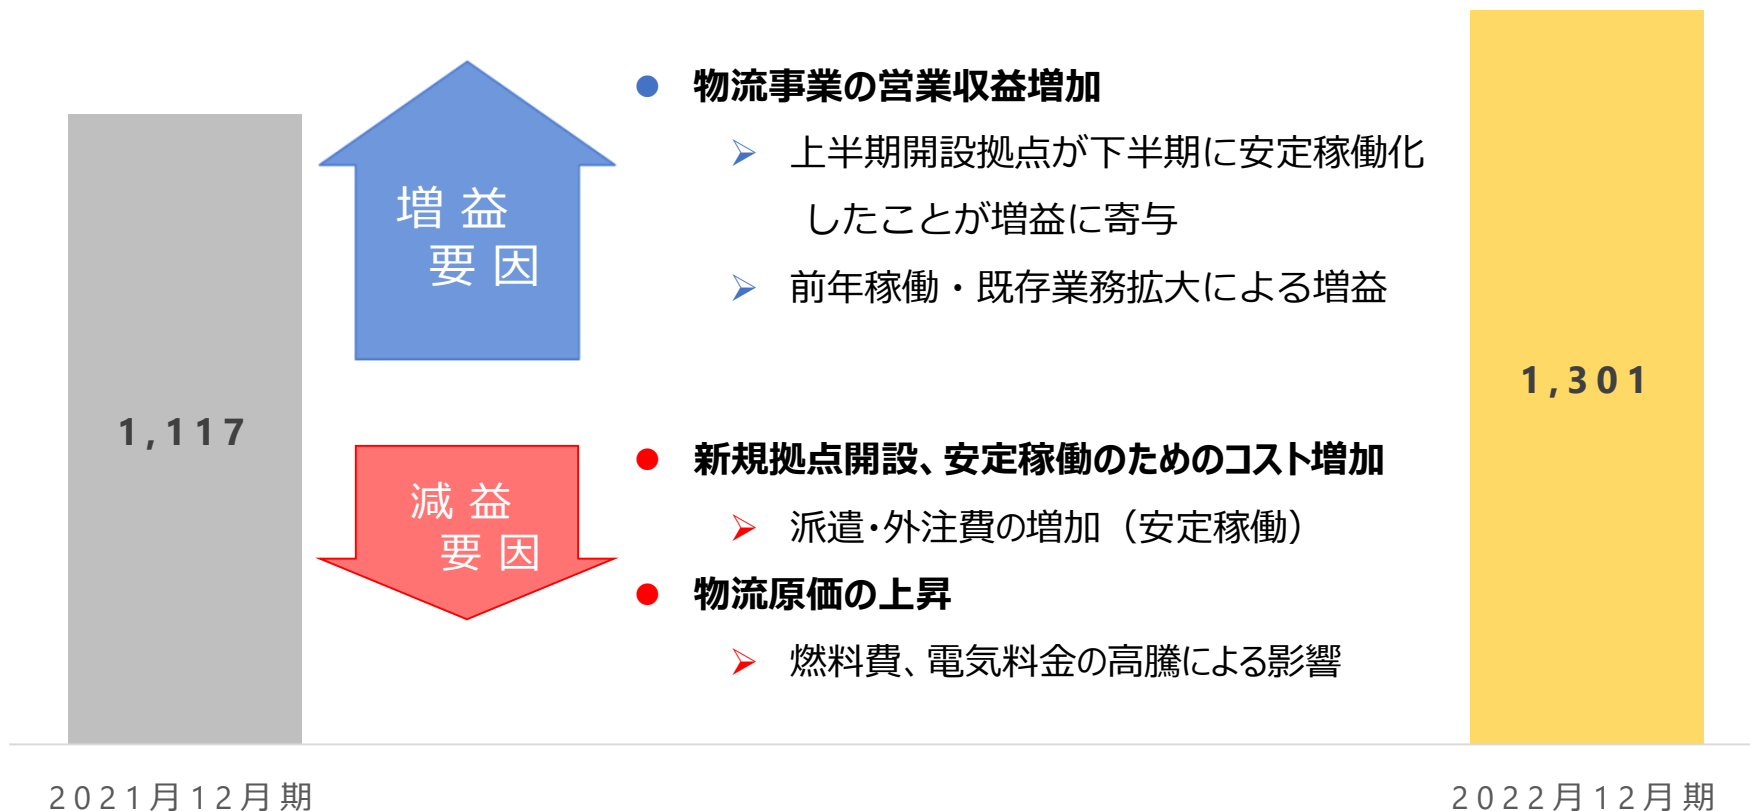 物流事業の営業収益増加
上半期開設拠点が下半期に安定稼働化
したことが増益に寄与
前年稼働・既存業務拡大による増益
増益
要因
1,117
1,301
新規拠点開設、安定稼働のためのコスト増加
派遣・外注費の増加（安定稼働）
物流原価の上昇
燃料費、電気料金の高騰による影響
減益
要因
2021月12月期
2022月12月期